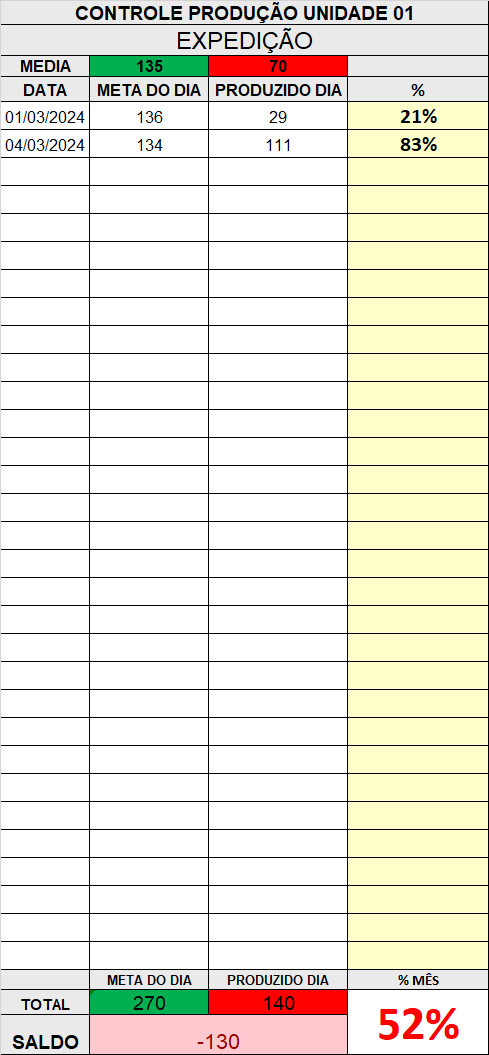 CONTROLE PRODUÇÃO UNIDADE 01
EXPEDIÇÃO
MEDIA 135 70
DATA META DO DIA PRODUZIDO DIA %
01/03/2024 136 29 21%
04/03/2024 134 111 83%
META DO DIA PRODUZIDO DIA % MÊS
TOTAL 270 140
52%
SALDO -130